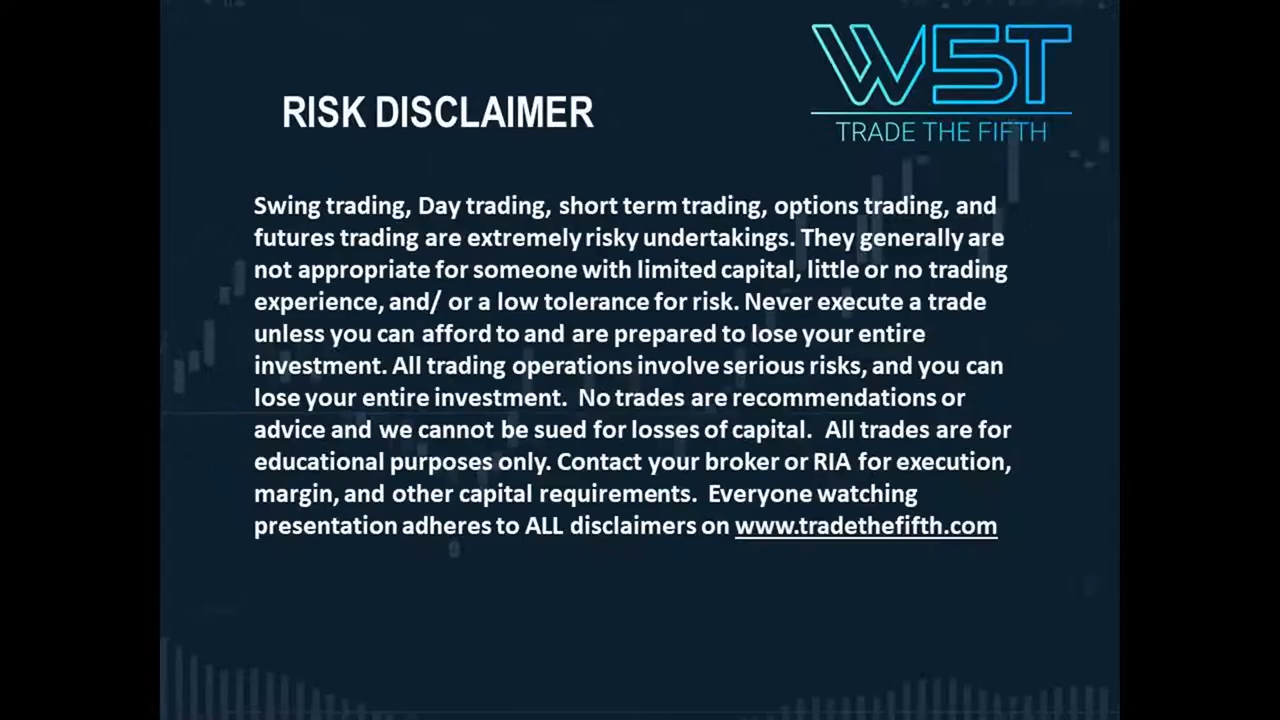 W5T
TRADE THE FIFTH
RISK DISCLAIMER
Swing trading, Day trading, short term trading, options trading, and
futures trading are extremely risky undertakings. They generally are
not appropriate for someone with limited capital, little or no trading
experience, and/ or a low tolerance for risk. Never execute a trade
unless you can afford to and are prepared to lose your entire
investment. All trading operations involve serious risks, and you can
lose your entire investment.  No trades are recommendations or
advice and we cannot be sued for losses of capital.  All trades are for
educational purposes only. Contact your broker or RIA for execution,
margin, and other capital requirements.  Everyone watching
presentation adheres to ALL disclaimers on www.tradethefifth.com